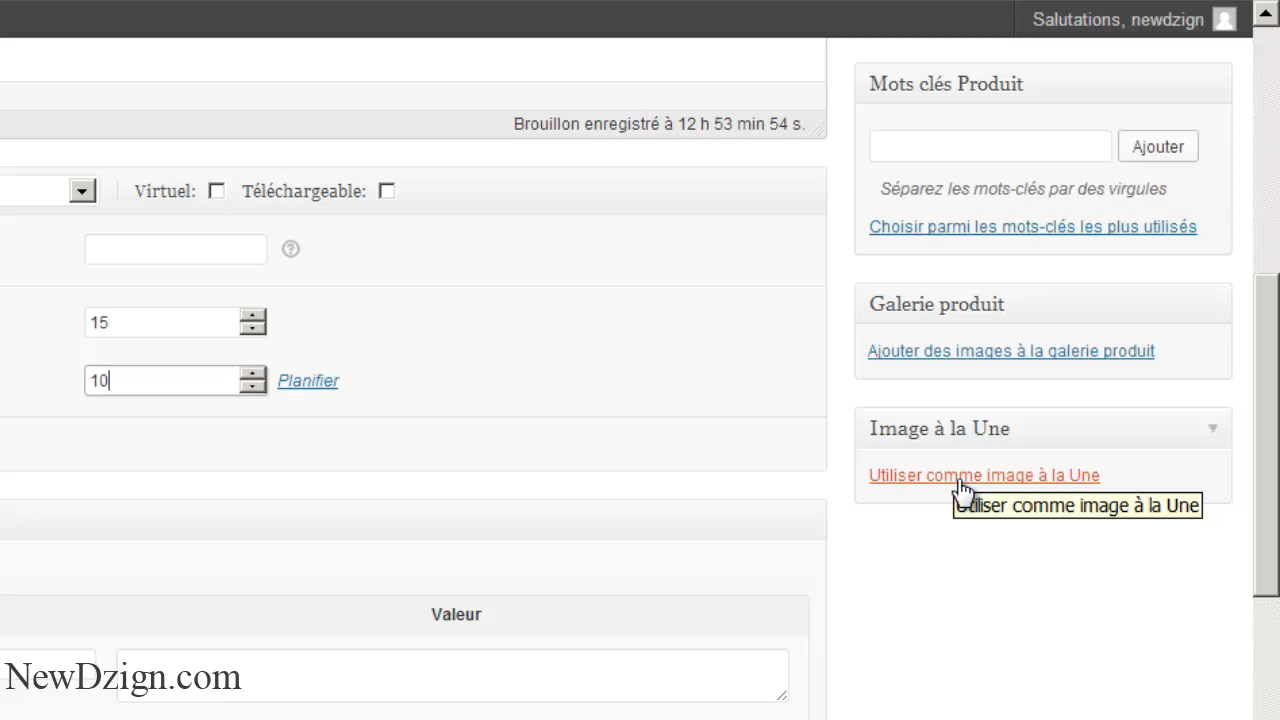 Salutations, newdzign
Brouillon enregistré à 12 h 53 min 54 s.
Virtuel:
Téléchargeable:
?
15
10
Planifier
Valeur
NewDzign.com
Mots clés Produit
Ajouter
Séparez les mots-clés par des virgules
Choisir parmi les mots-clés les plus utilisés
Galerie produit
Ajouter des images à la galerie produit
Image à la Une
Utiliser comme image à la Une
Utiliser comme image à la Une